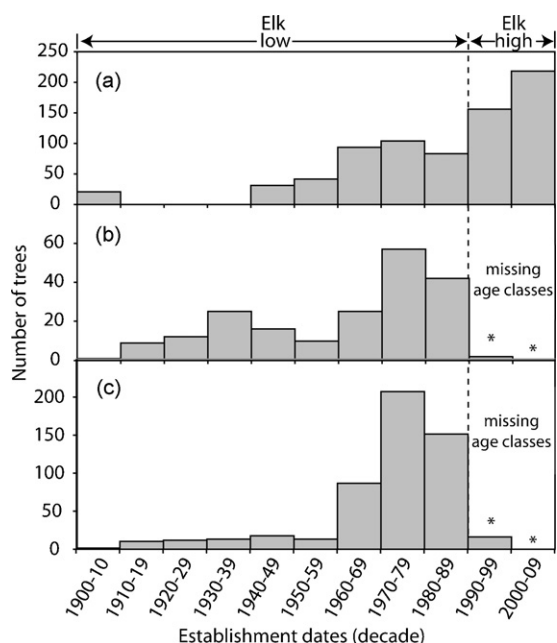 Elk Elk
low high
250
(a)
200
150
100
50
0
(b)
60
missing
age classes
40
20
* *
0
(c)
200
missing
age classes
150
100
50
* *
0
Number of trees
1900-10 1910-19 1920-29 1930-39 1940-49 1950-59 1960-69 1970-79 1980-89 1990-99 2000-09
Establishment dates (decade)